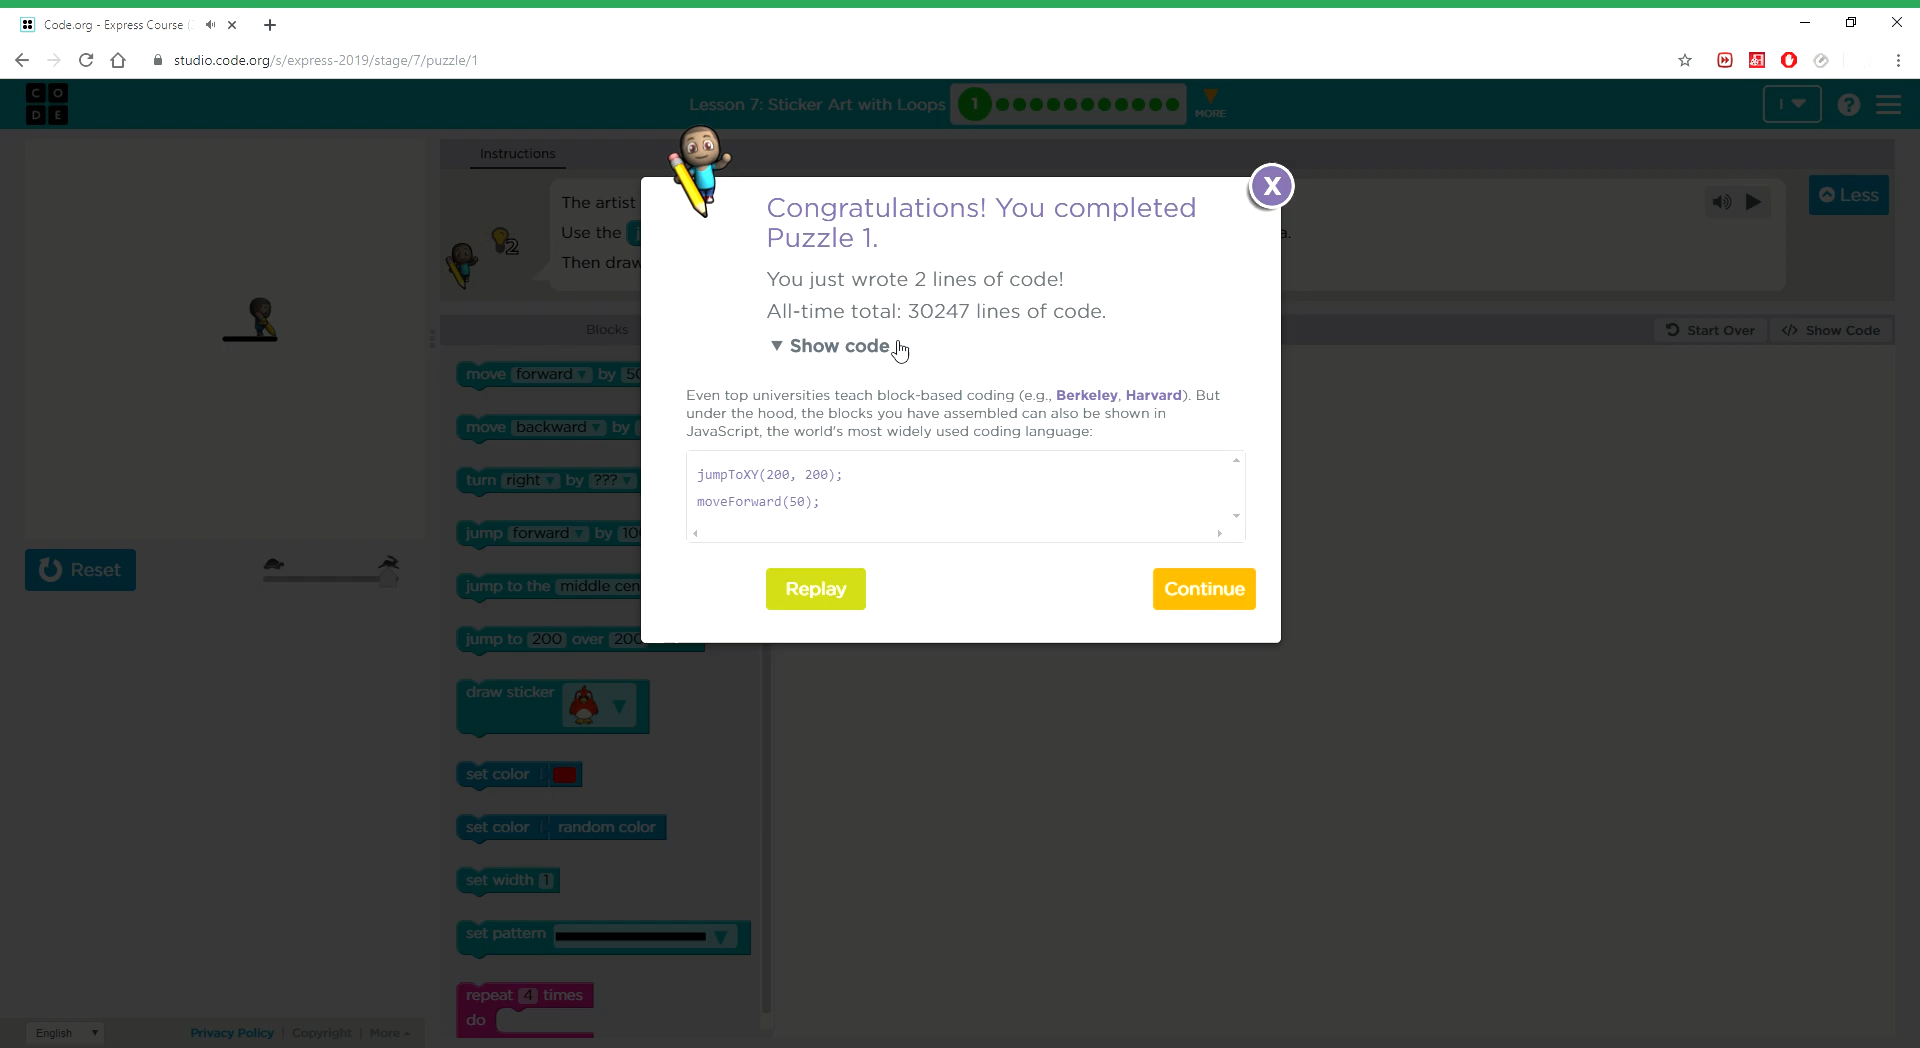 Code.org - Express Course (
studio.code.org/s/express-2019/stage/7/puzzle/1
C O
D E
Lesson 7: Sticker Art with Loops
1
MORE
I
?
Instructions
The artist
Use the
Then draw
a.
2
Less
Blocks
Start Over
</> Show Code
Congratulations! You completed
Puzzle 1.
X
You just wrote 2 lines of code!
All-time total: 30247 lines of code.
Show code
Even top universities teach block-based coding (e.g., Berkeley, Harvard). But
under the hood, the blocks you have assembled can also be shown in
JavaScript, the world's most widely used coding language:
jumpToXY(200, 200);
moveForward(50);
Replay
Continue
Reset
move forward by 50
move backward by
turn right by ???
jump forward by 100
jump to the middle cen
jump to 200 over 200
draw sticker
set color
set color random color
set width 1
set pattern
repeat 4 times
do
English
Privacy Policy | Copyright | More